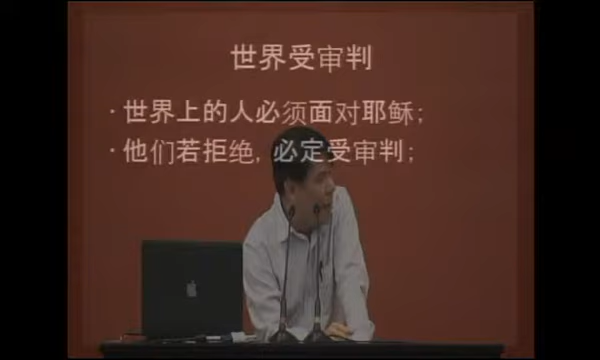 世界受审判
· 世界上的人必须面对耶稣;
· 他们若拒绝, 必定受审判;